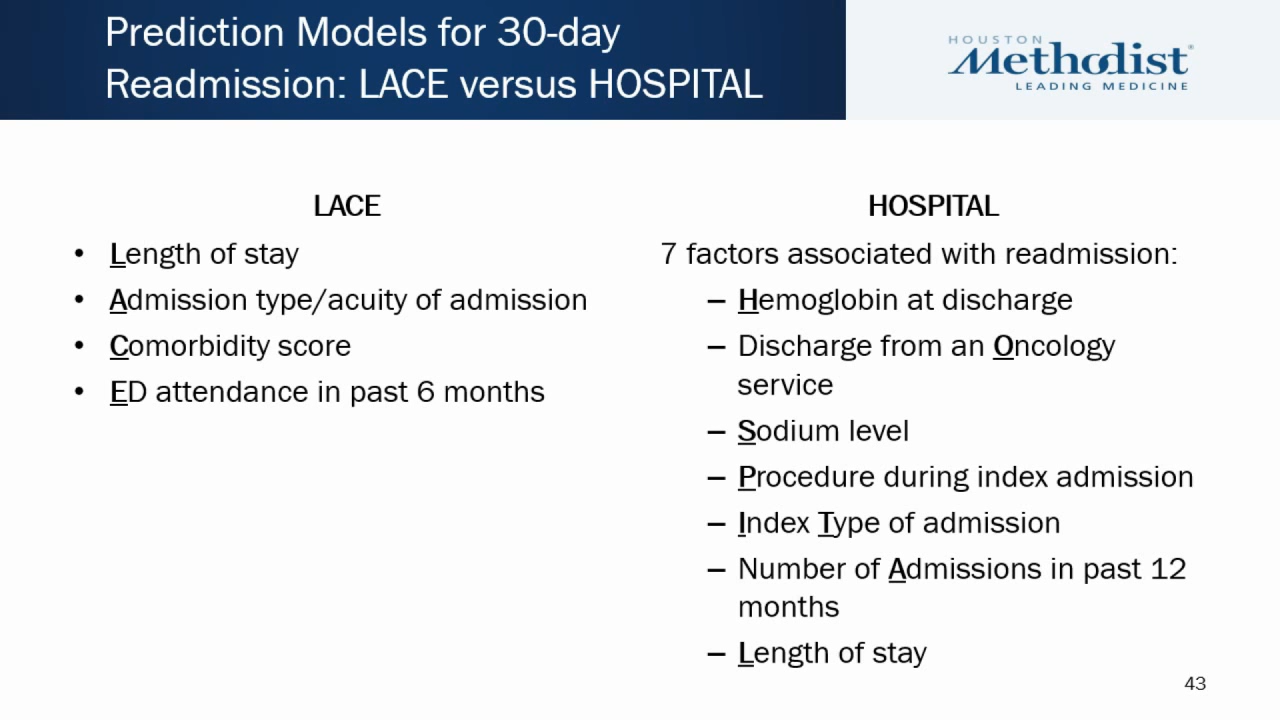 Prediction Models for 30-day
Readmission: LACE versus HOSPITAL
HOUSTON
Methodist®
LEADING MEDICINE
LACE
• Length of stay
• Admission type/acuity of admission
• Comorbidity score
• ED attendance in past 6 months
HOSPITAL
7 factors associated with readmission:
– Hemoglobin at discharge
– Discharge from an Oncology
service
– Sodium level
– Procedure during index admission
– Index Type of admission
– Number of Admissions in past 12
months
– Length of stay
43